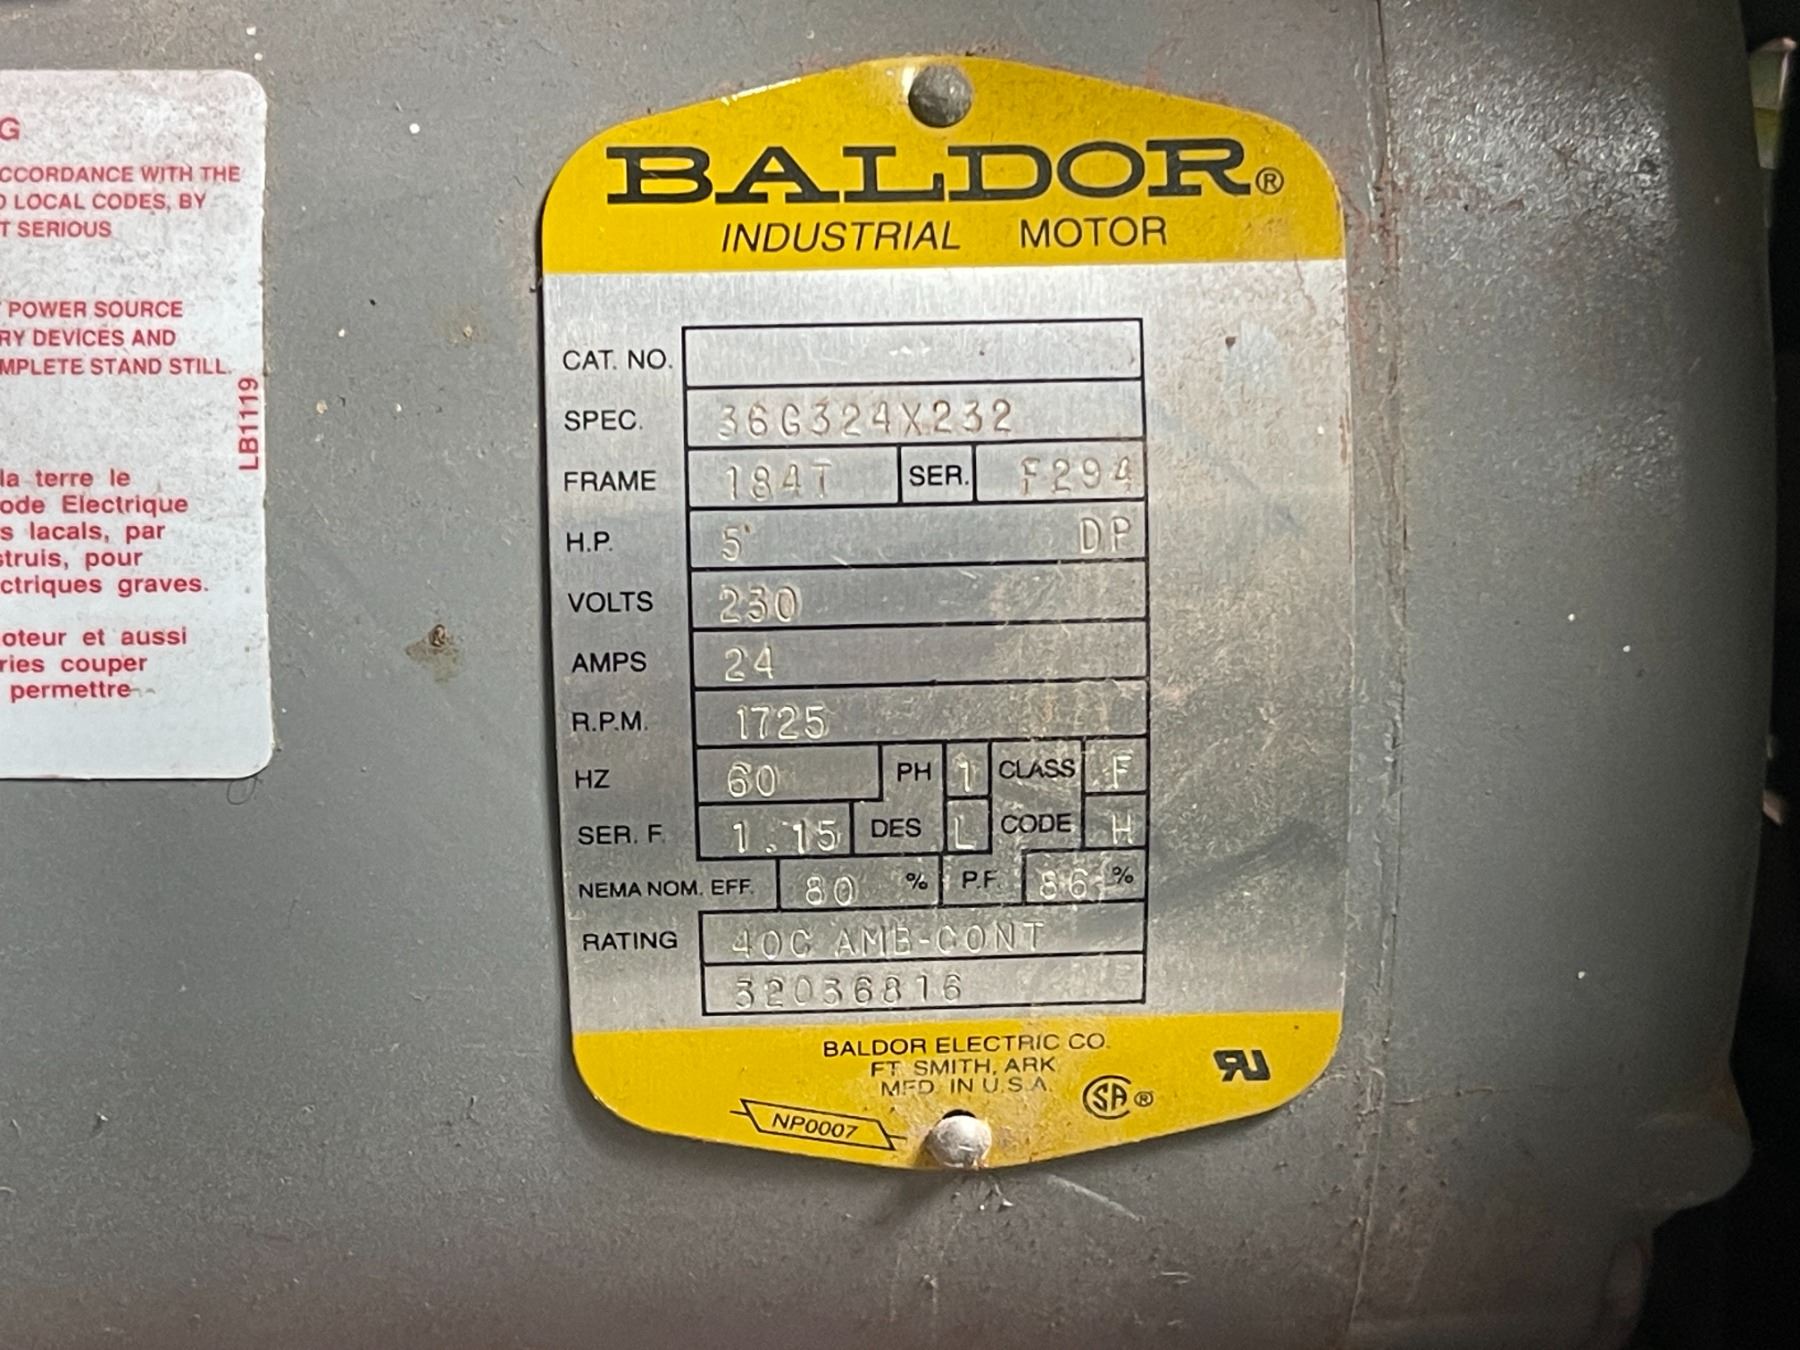 G
CCORDANCE WITH THE
D LOCAL CODES, BY
T SERIOUS
POWER SOURCE
RY DEVICES AND
MPLETE STAND STILL.
LB1119
la terre le
ode Electrique
s lacals, par
struis, pour
ctriques graves.
oteur et aussi
ries couper
permettre
BALDOR®
INDUSTRIAL MOTOR
CAT. NO.
SPEC. 36G324X232
FRAME 184T SER. F294
H.P. 5 DP
VOLTS 230
AMPS 24
R.P.M. 1725
HZ 60 PH 1 CLASS F
SER. F. 1.15 DES L CODE H
NEMA NOM. EFF. 80 % P.F. 86 %
RATING 40C AMB-CONT
32036816
BALDOR ELECTRIC CO.
FT. SMITH, ARK.
MFD. IN U.S.A.
NP0007
SA ®
RU